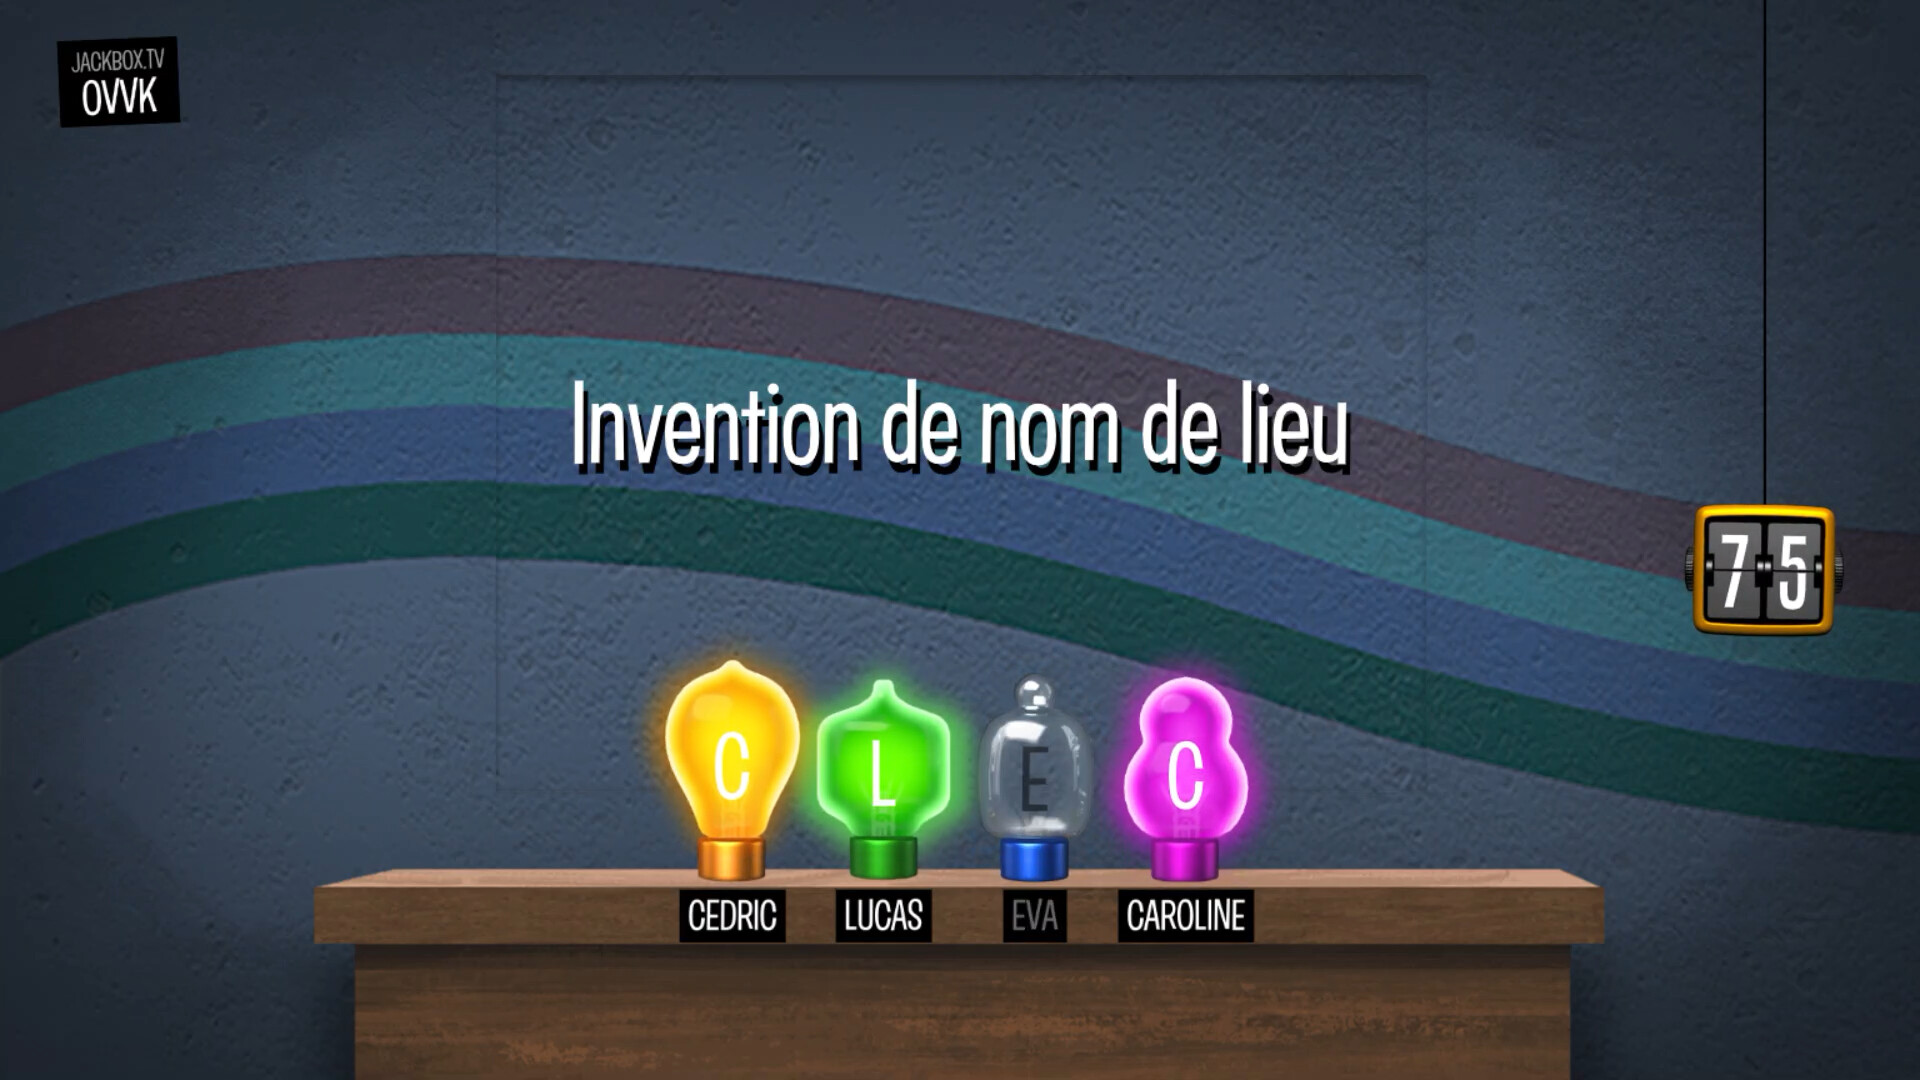 JACKBOX.TV
OVVK
Invention de nom de lieu
75
C L E C
CEDRIC LUCAS EVA CAROLINE